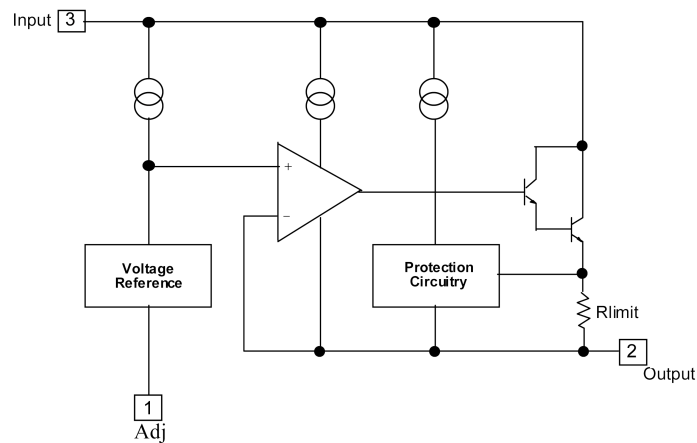 Input 3
+
−
Voltage
Reference
Protection
Circuitry
Rlimit
2
Output
1
Adj